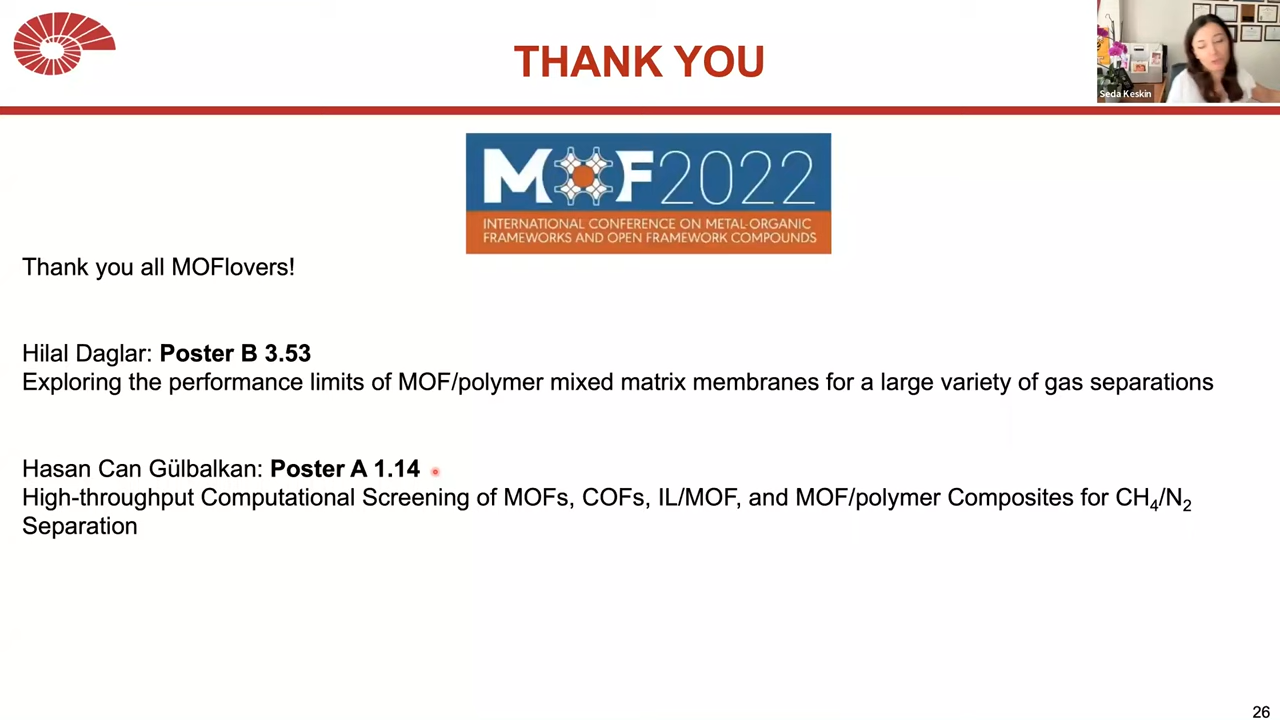 THANK YOU
Seda Keskin
MOF2022
INTERNATIONAL CONFERENCE ON METAL-ORGANIC
FRAMEWORKS AND OPEN FRAMEWORK COMPOUNDS
Thank you all MOFlovers!
Hilal Daglar: Poster B 3.53
Exploring the performance limits of MOF/polymer mixed matrix membranes for a large variety of gas separations
Hasan Can Gülbalkan: Poster A 1.14
High-throughput Computational Screening of MOFs, COFs, IL/MOF, and MOF/polymer Composites for CH₄/N₂
Separation
26